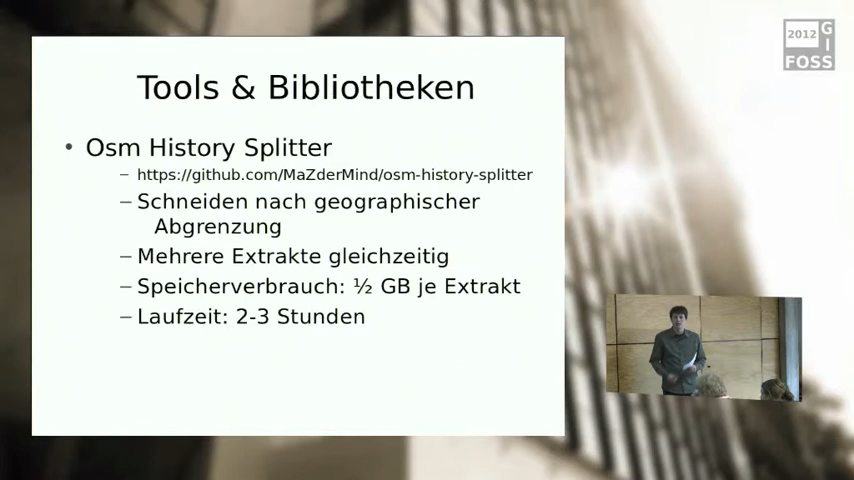 Tools & Bibliotheken
• Osm History Splitter
– https://github.com/MaZderMind/osm-history-splitter
– Schneiden nach geographischer
Abgrenzung
– Mehrere Extrakte gleichzeitig
– Speicherverbrauch: ½ GB je Extrakt
– Laufzeit: 2-3 Stunden
2012 G
I
FOSS